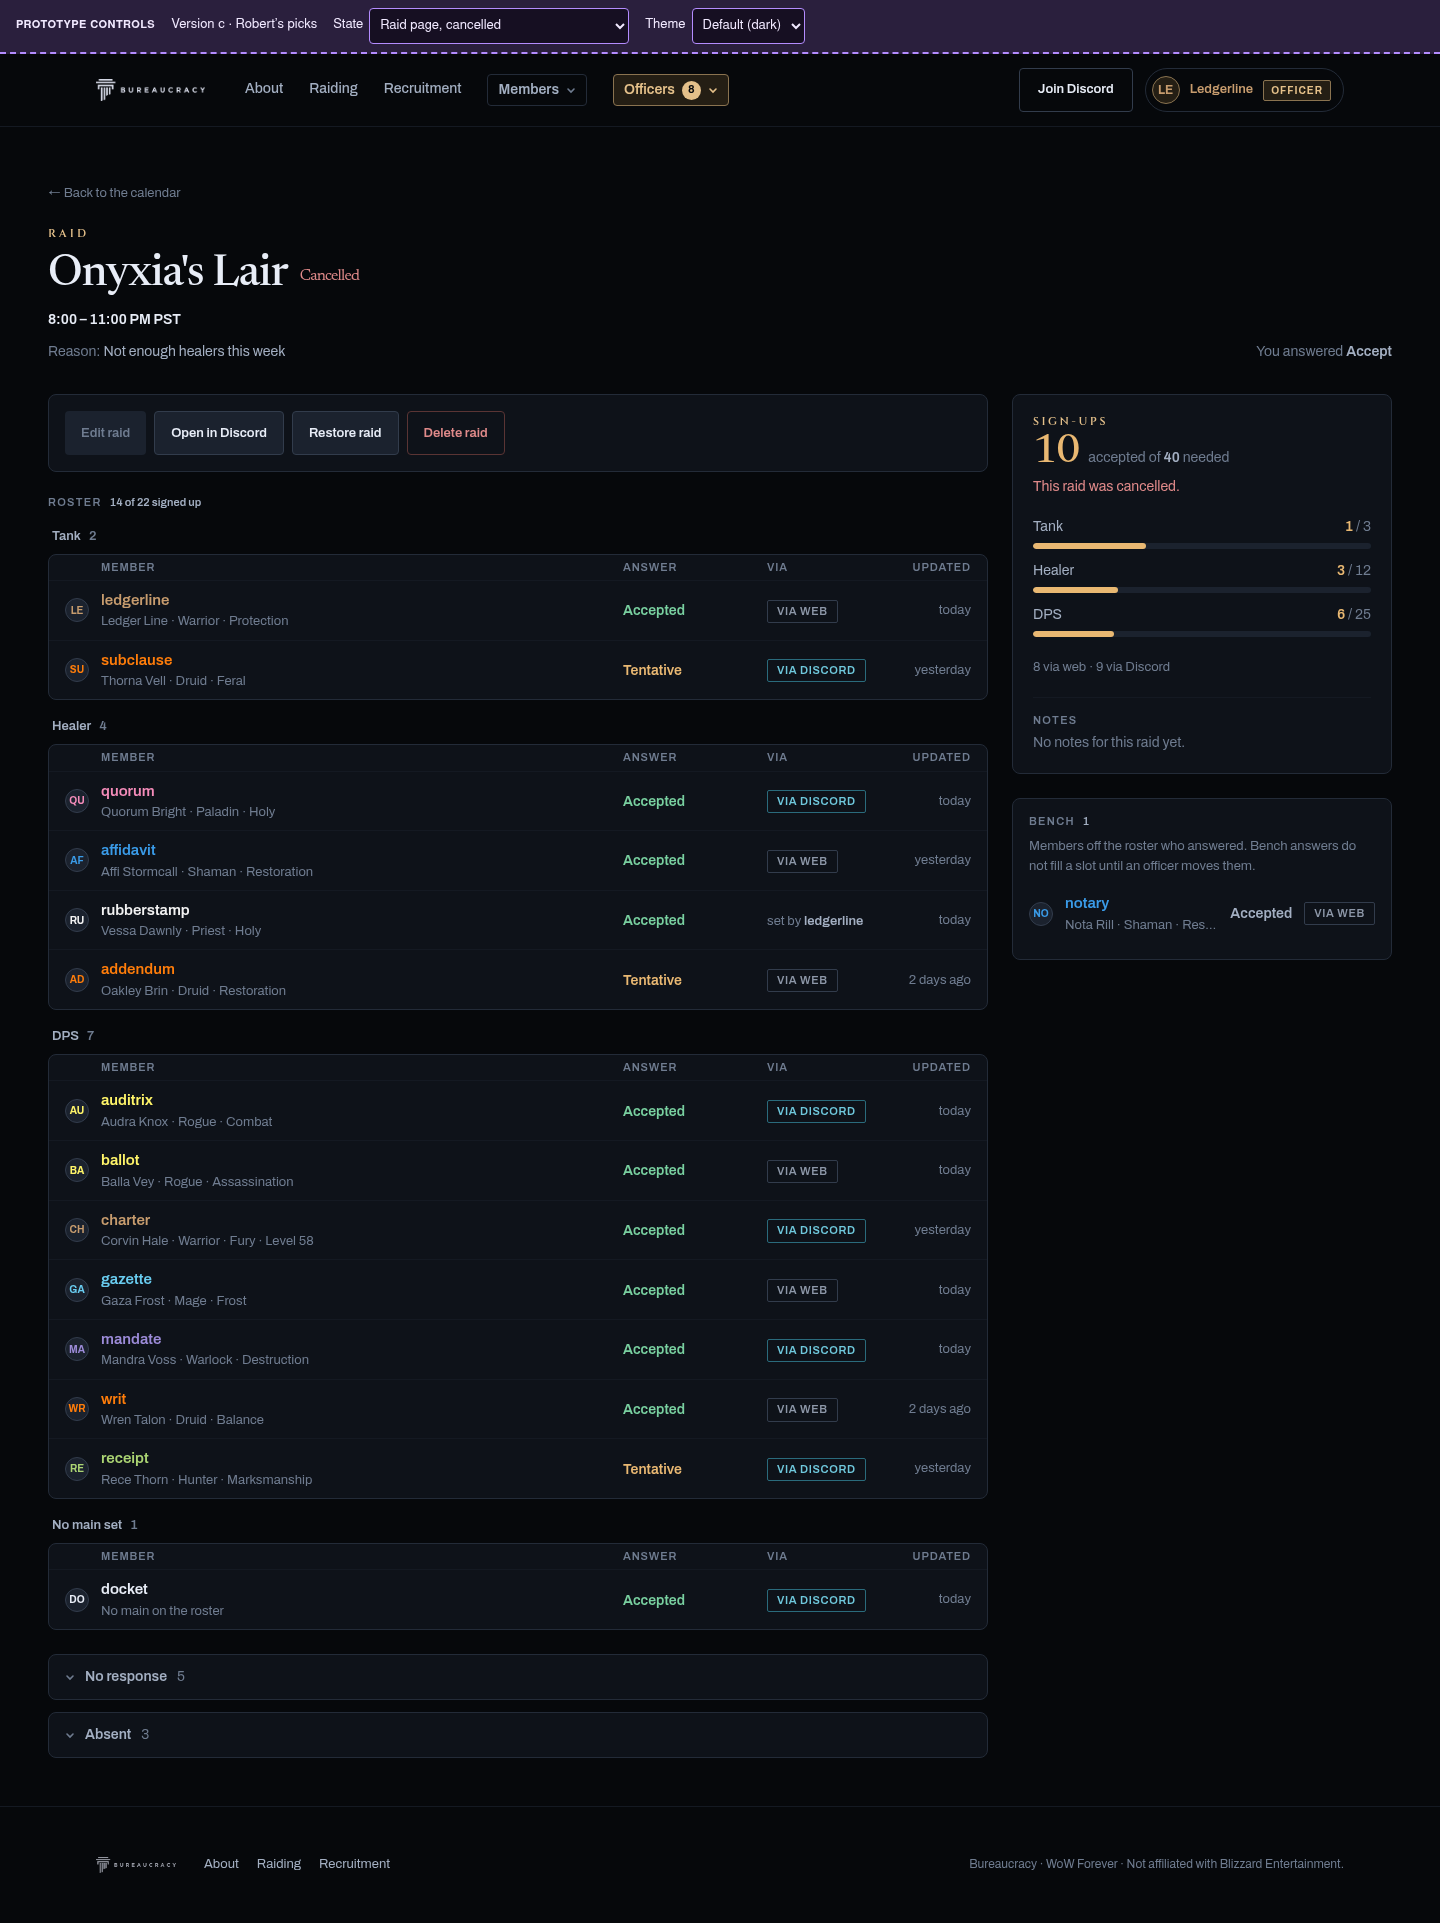 PROTOTYPE CONTROLS Version c · Robert's picks State Raid page, cancelled Theme Default (dark)
BUREAUCRACY About Raiding Recruitment Members Officers 8 Join Discord LE Ledgerline OFFICER
← Back to the calendar
RAID
Onyxia's Lair Cancelled
8:00 – 11:00 PM PST
Reason: Not enough healers this week
You answered Accept
Edit raid Open in Discord Restore raid Delete raid
ROSTER 14 of 22 signed up
Tank 2
MEMBER ANSWER VIA UPDATED
LE ledgerline Accepted VIA WEB today
Ledger Line · Warrior · Protection
SU subclause Tentative VIA DISCORD yesterday
Thorna Vell · Druid · Feral
Healer 4
MEMBER ANSWER VIA UPDATED
QU quorum Accepted VIA DISCORD today
Quorum Bright · Paladin · Holy
AF affidavit Accepted VIA WEB yesterday
Affi Stormcall · Shaman · Restoration
RU rubberstamp Accepted set by ledgerline today
Vessa Dawnly · Priest · Holy
AD addendum Tentative VIA WEB 2 days ago
Oakley Brin · Druid · Restoration
DPS 7
MEMBER ANSWER VIA UPDATED
AU auditrix Accepted VIA DISCORD today
Audra Knox · Rogue · Combat
BA ballot Accepted VIA WEB today
Balla Vey · Rogue · Assassination
CH charter Accepted VIA DISCORD yesterday
Corvin Hale · Warrior · Fury · Level 58
GA gazette Accepted VIA WEB today
Gaza Frost · Mage · Frost
MA mandate Accepted VIA DISCORD today
Mandra Voss · Warlock · Destruction
WR writ Accepted VIA WEB 2 days ago
Wren Talon · Druid · Balance
RE receipt Tentative VIA DISCORD yesterday
Rece Thorn · Hunter · Marksmanship
No main set 1
MEMBER ANSWER VIA UPDATED
DO docket Accepted VIA DISCORD today
No main on the roster
No response 5
Absent 3
SIGN-UPS
10 accepted of 40 needed
This raid was cancelled.
Tank 1 / 3
Healer 3 / 12
DPS 6 / 25
8 via web · 9 via Discord
NOTES
No notes for this raid yet.
BENCH 1
Members off the roster who answered. Bench answers do
not fill a slot until an officer moves them.
NO notary Accepted VIA WEB
Nota Rill · Shaman · Res...
BUREAUCRACY About Raiding Recruitment
Bureaucracy · WoW Forever · Not affiliated with Blizzard Entertainment.